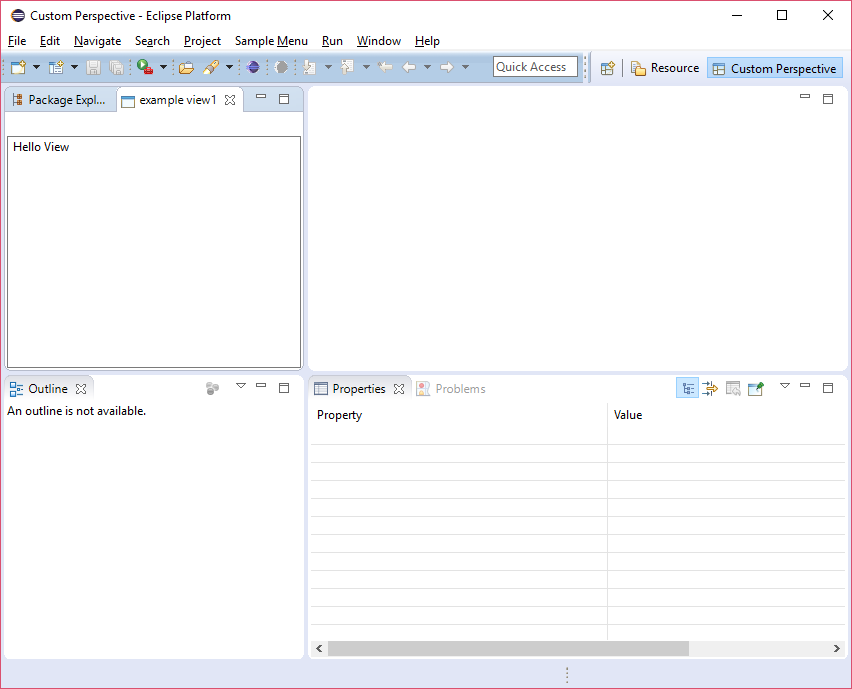 Custom Perspective - Eclipse Platform
File Edit Navigate Search Project Sample Menu Run Window Help
Quick Access Resource Custom Perspective
Package Expl... example view1
Hello View
Outline
An outline is not available.
Properties Problems
Property Value